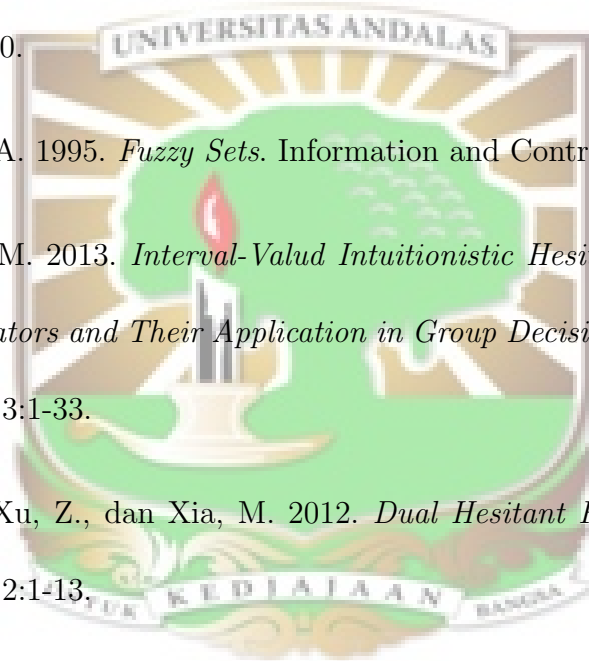 UNIVERSITAS ANDALAS
0.
A. 1995. Fuzzy Sets. Information and Contr
M. 2013. Interval-Valud Intuitionistic Hesi
ators and Their Application in Group Decisi
3:1-33.
Xu, Z., dan Xia, M. 2012. Dual Hesitant
2:1-13.
UNTUK KEDJAJAAN BANGSA